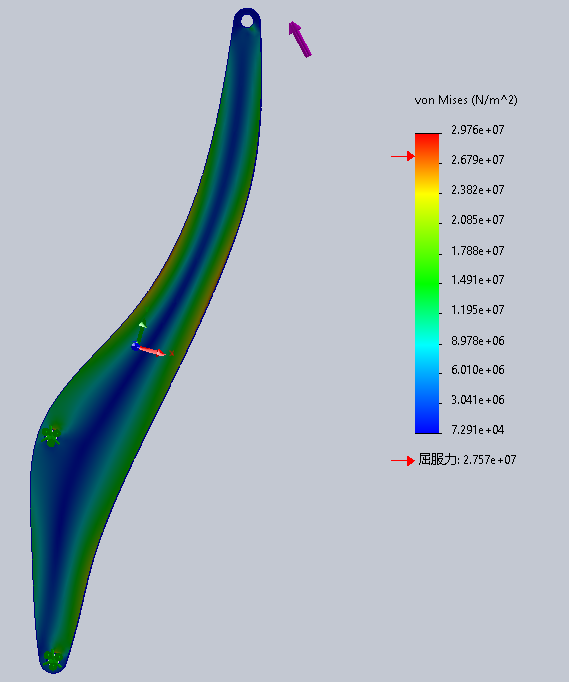 von Mises (N/m^2)
2.976e+07
2.679e+07
2.382e+07
2.085e+07
1.788e+07
1.491e+07
1.195e+07
8.978e+06
6.010e+06
3.041e+06
7.291e+04
屈服力: 2.757e+07